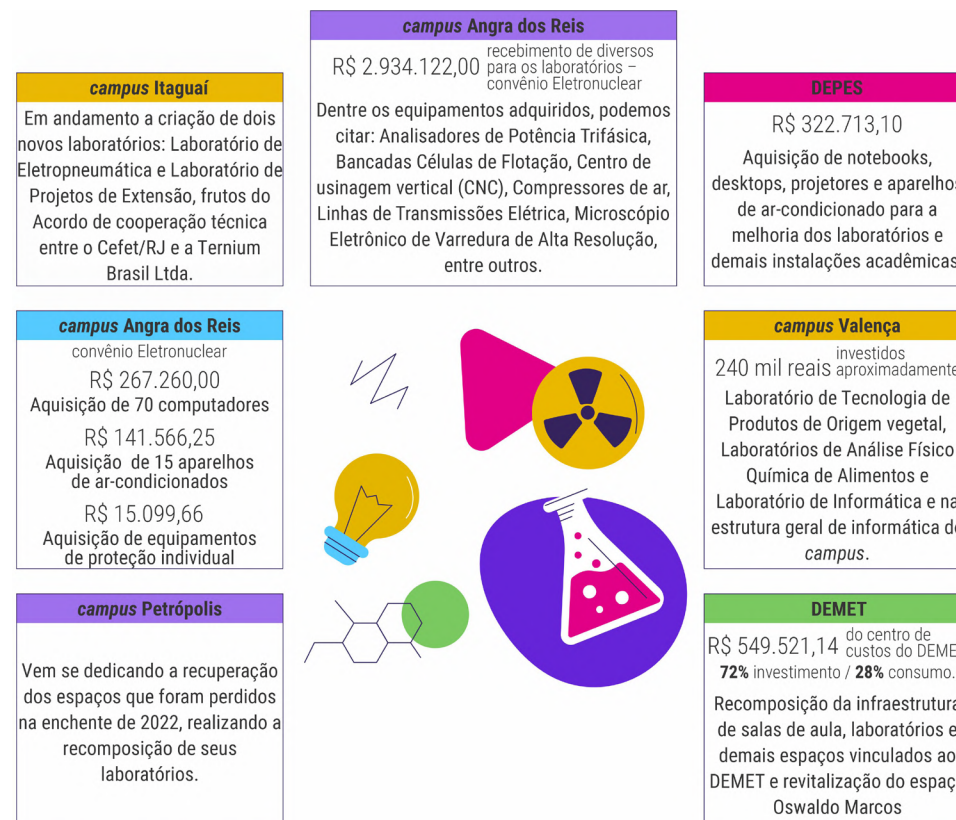 campus Angra dos Reis
R$ 2.934.122,00
recebimento de diversos
para os laboratórios –
convênio Eletronuclear
Dentre os equipamentos adquiridos, podemos
citar: Analisadores de Potência Trifásica,
Bancadas Células de Flotação, Centro de
usinagem vertical (CNC), Compressores de ar,
Linhas de Transmissões Elétrica, Microscópio
Eletrônico de Varredura de Alta Resolução,
entre outros.
campus Itaguaí
Em andamento a criação de dois
novos laboratórios: Laboratório de
Eletropneumática e Laboratório de
Projetos de Extensão, frutos do
Acordo de cooperação técnica
entre o Cefet/RJ e a Ternium
Brasil Ltda.
DEPES
R$ 322.713,10
Aquisição de notebooks,
desktops, projetores e aparelhos
de ar-condicionado para a
melhoria dos laboratórios e
demais instalações acadêmicas
campus Angra dos Reis
convênio Eletronuclear
R$ 267.260,00
Aquisição de 70 computadores
R$ 141.566,25
Aquisição de 15 aparelhos
de ar-condicionados
R$ 15.099,66
Aquisição de equipamentos
de proteção individual
campus Valença
240 mil reais
investidos
aproximadamente
Laboratório de Tecnologia de
Produtos de Origem vegetal,
Laboratórios de Análise Físico
Química de Alimentos e
Laboratório de Informática e na
estrutura geral de informática do
campus.
campus Petrópolis
Vem se dedicando a recuperação
dos espaços que foram perdidos
na enchente de 2022, realizando a
recomposição de seus
laboratórios.
DEMET
R$ 549.521,14
do centro de
custos do DEME
72% investimento / 28% consumo.
Recomposição da infraestrutura
de salas de aula, laboratórios e
demais espaços vinculados ao
DEMET e revitalização do espaç
Oswaldo Marcos